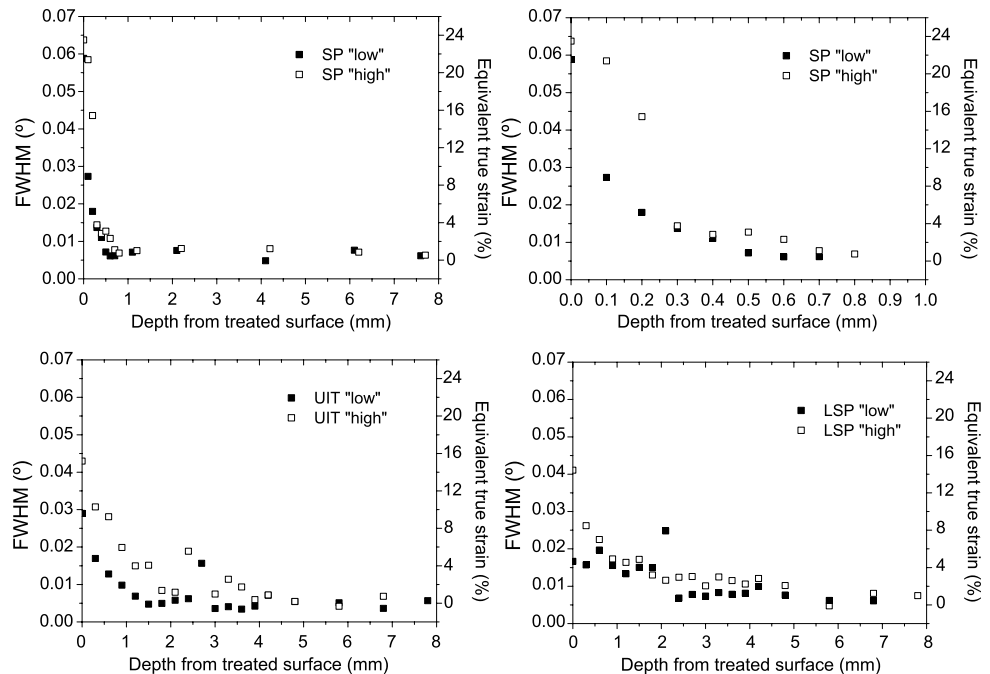 0.07
0.06
0.05
0.04
0.03
0.02
0.01
0.00
FWHM (º)
SP "low"
SP "high"
24
20
16
12
8
4
0
Equivalent true strain (%)
0 1 2 3 4 5 6 7 8
Depth from treated surface (mm)
0.07
0.06
0.05
0.04
0.03
0.02
0.01
0.00
FWHM (º)
SP "low"
SP "high"
24
20
16
12
8
4
0
Equivalent true strain (%)
0.0 0.1 0.2 0.3 0.4 0.5 0.6 0.7 0.8 0.9 1.0
Depth from treated surface (mm)
0.07
0.06
0.05
0.04
0.03
0.02
0.01
0.00
FWHM (º)
UIT "low"
UIT "high"
24
20
16
12
8
4
0
Equivalent true strain (%)
0 1 2 3 4 5 6 7 8
Depth from treated surface (mm)
0.07
0.06
0.05
0.04
0.03
0.02
0.01
0.00
FWHM (º)
LSP "low"
LSP "high"
24
20
16
12
8
4
0
Equivalent true strain (%)
0 1 2 3 4 5 6 7 8
Depth from treated surface (mm)